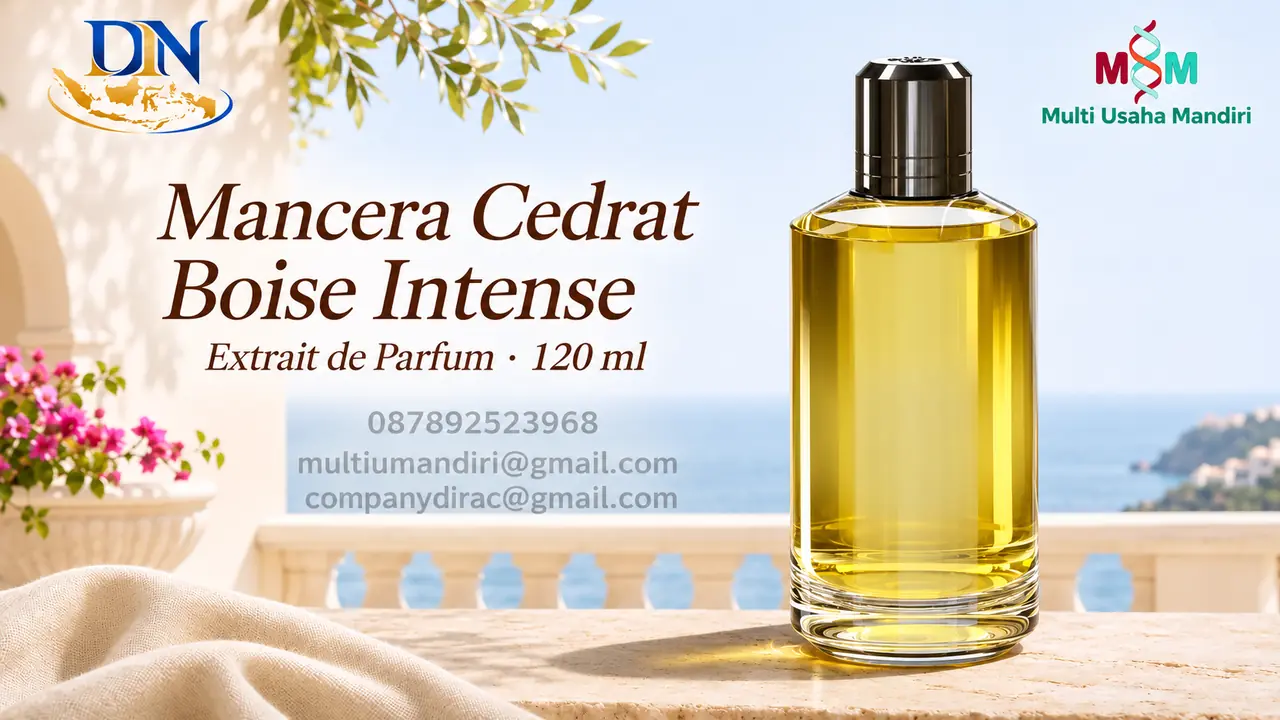 DN
MSM
Multi Usaha Mandiri
Mancera Cedrat
Boise Intense
Extrait de Parfum · 120 ml
087892523968
multiumandiri@gmail.com
companydirac@gmail.com